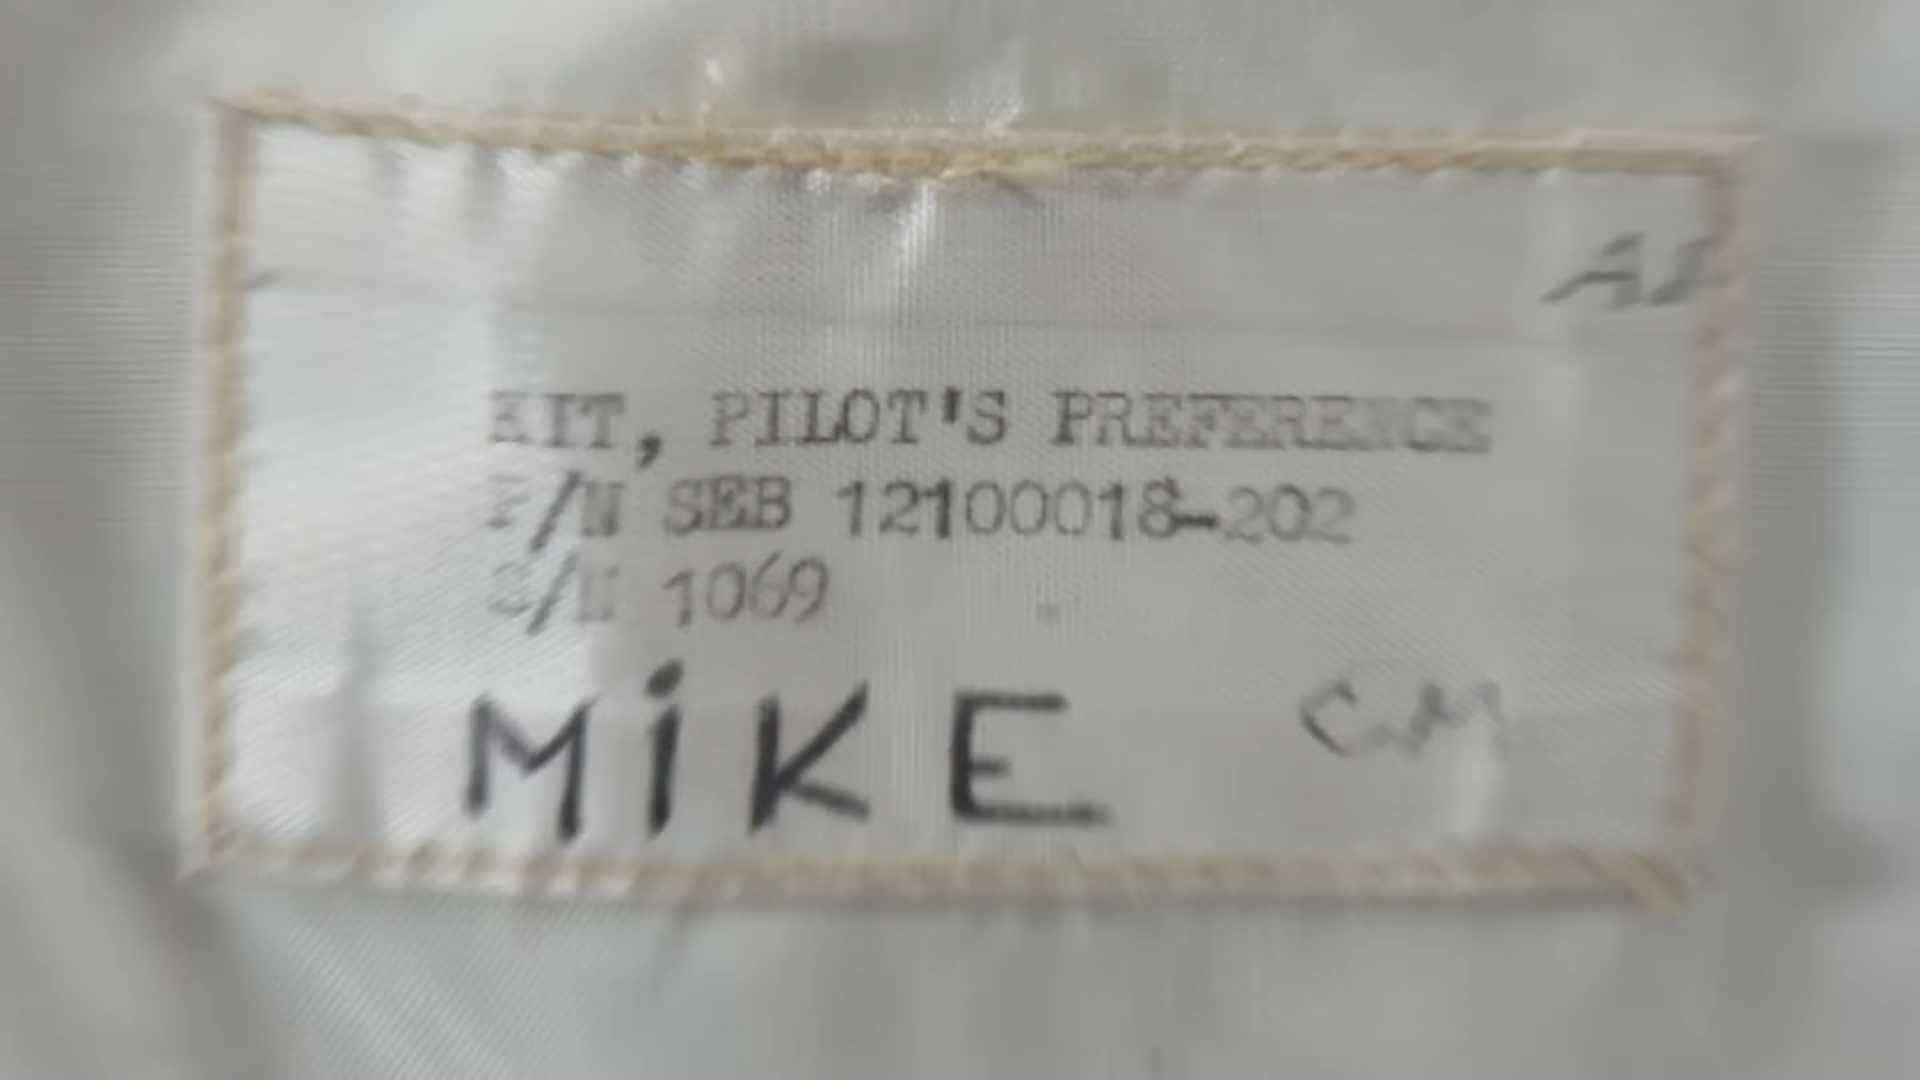 KIT, PILOT'S PREFERENCE
P/N SEB 12100018-202
S/N 1069
MiKE CM